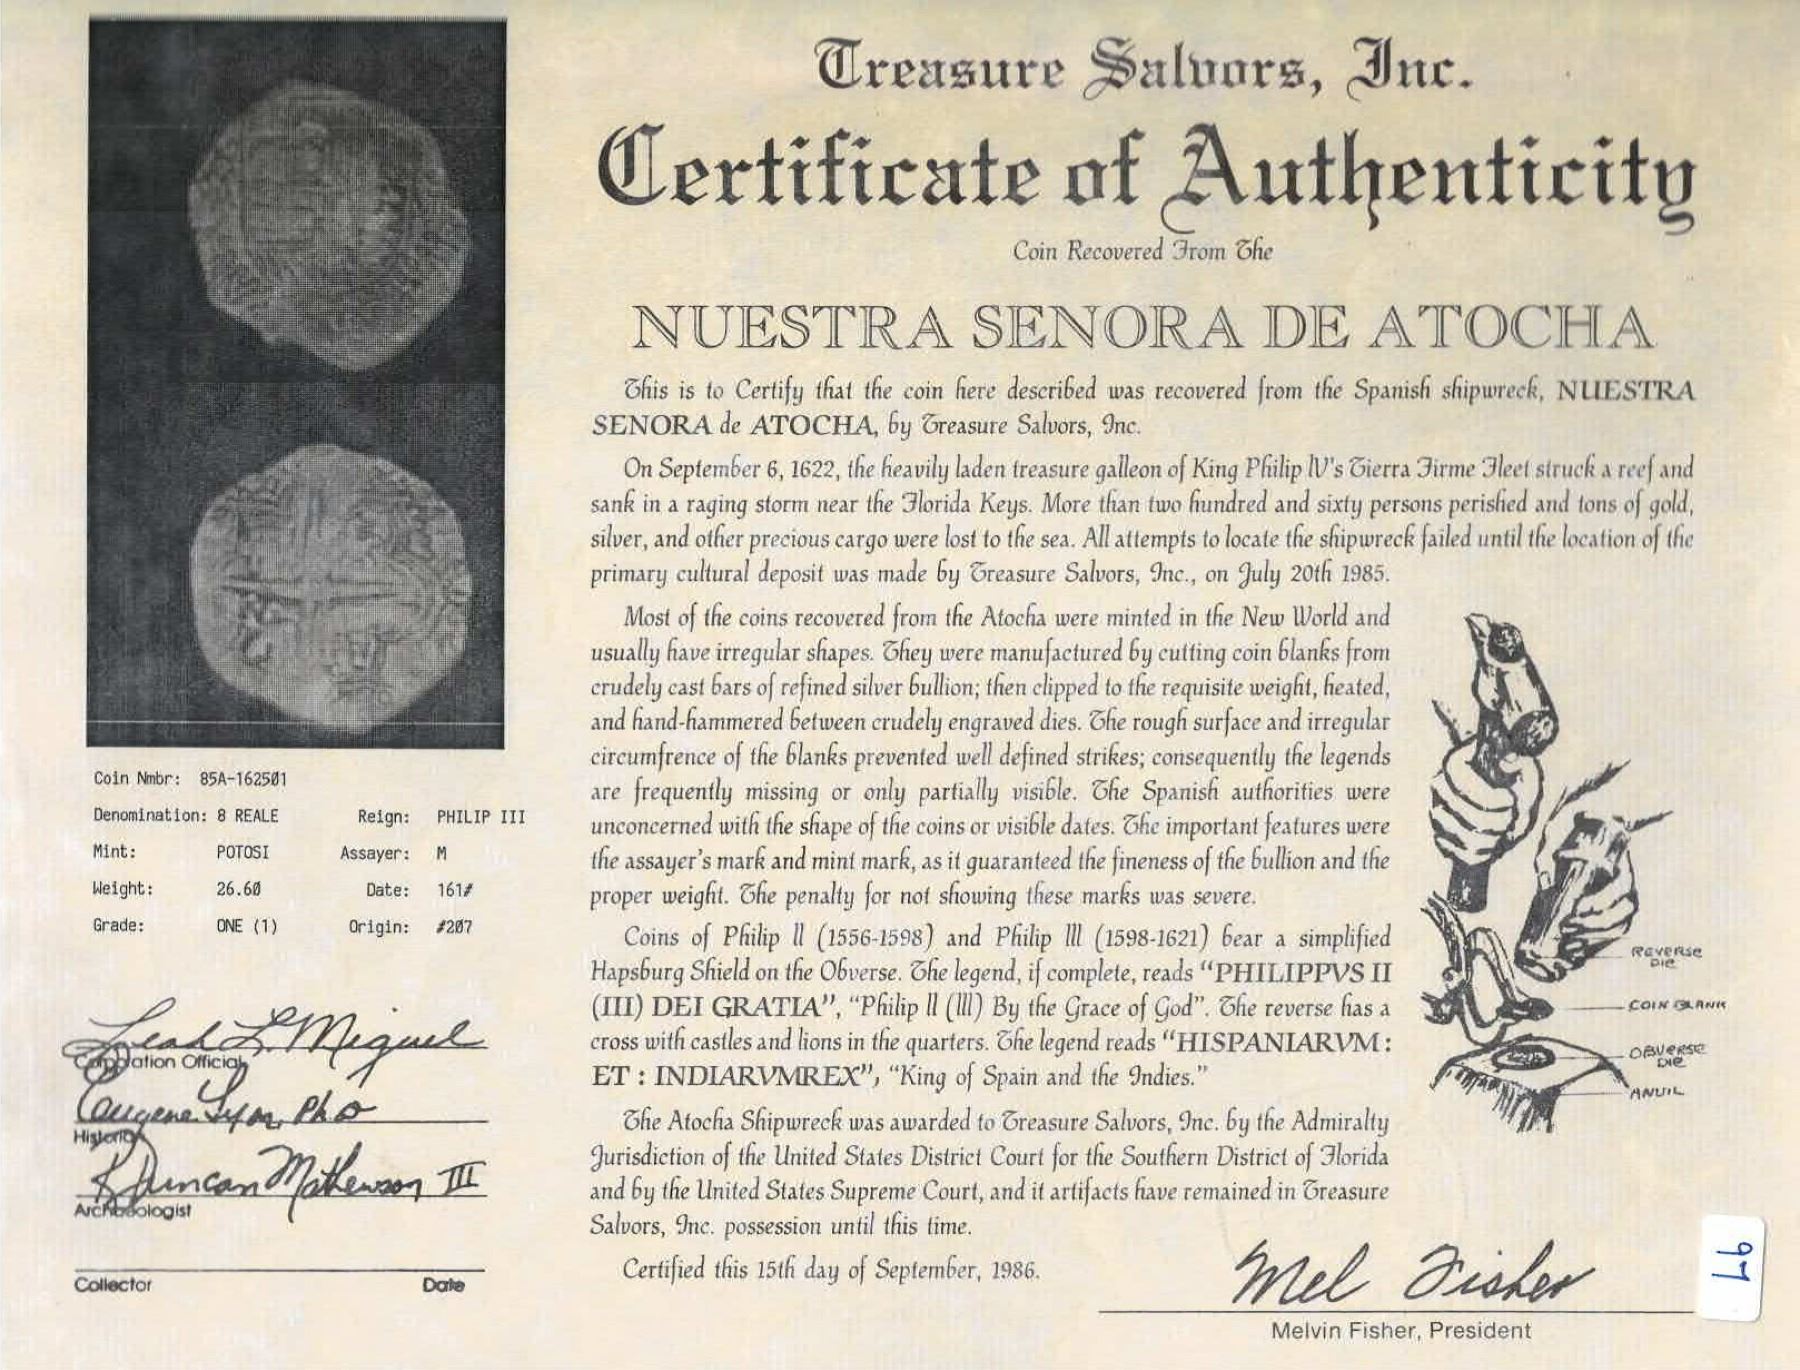 Treasure Salvors, Inc.
Certificate of Authenticity
Coin Recovered From The
NUESTRA SENORA DE ATOCHA
This is to Certify that the coin here described was recovered from the Spanish shipwreck, NUESTRA
SENORA de ATOCHA, by Treasure Salvors, Inc.
On September 6, 1622, the heavily laden treasure galleon of King Philip IV's Tierra Firme Fleet struck a reef and
sank in a raging storm near the Florida Keys. More than two hundred and sixty persons perished and tons of gold,
silver, and other precious cargo were lost to the sea. All attempts to locate the shipwreck failed until the location of the
primary cultural deposit was made by Treasure Salvors, Inc., on July 20th 1985.
Most of the coins recovered from the Atocha were minted in the New World and
usually have irregular shapes. They were manufactured by cutting coin blanks from
crudely cast bars of refined silver bullion; then clipped to the requisite weight, heated,
and hand-hammered between crudely engraved dies. The rough surface and irregular
circumfrence of the blanks prevented well defined strikes; consequently the legends
are frequently missing or only partially visible. The Spanish authorities were
unconcerned with the shape of the coins or visible dates. The important features were
the assayer's mark and mint mark, as it guaranteed the fineness of the bullion and the
proper weight. The penalty for not showing these marks was severe.
Coins of Philip II (1556-1598) and Philip III (1598-1621) bear a simplified
Hapsburg Shield on the Obverse. The legend, if complete, reads “PHILIPPVS II
(III) DEI GRATIA”, “Philip II (III) By the Grace of God”. The reverse has a
cross with castles and lions in the quarters. The legend reads “HISPANIARVM :
ET : INDIARVMREX”, “King of Spain and the Indies.”
The Atocha Shipwreck was awarded to Treasure Salvors, Inc. by the Admiralty
Jurisdiction of the United States District Court for the Southern District of Florida
and by the United States Supreme Court, and it artifacts have remained in Treasure
Salvors, Inc. possession until this time.
Certified this 15th day of September, 1986.
Mel Fisher
Melvin Fisher, President
REVERSE
DIE
COIN BLANK
OBVERSE
DIE
ANVIL
Coin Nmbr: 85A-162501
Denomination: 8 REALE Reign: PHILIP III
Mint: POTOSI Assayer: M
Weight: 26.60 Date: 161#
Grade: ONE (1) Origin: #207
Leah L. Miguel
Corporation Official
Eugene Lyon, PhD
Historian
R Duncan Mathewson III
Archaeologist
Collector Date
97